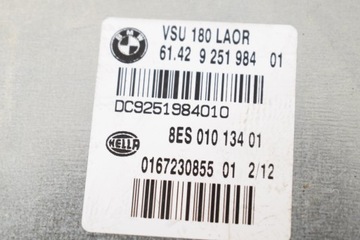 BMW
VSU 180 LAOR
61.42 9 251 984 01
DC9251984010
8ES 010 134 01
HELLA
0167230855 01 2/12